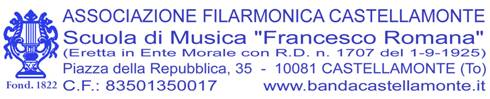 ASSOCIAZIONE FILARMONICA CASTELLAMONTE
Scuola di Musica "Francesco Romana"
(Eretta in Ente Morale con R.D. n. 1707 del 1-9-1925)
Piazza della Repubblica, 35 - 10081 CASTELLAMONTE (To)
C.F.: 83501350017 www.bandacastellamonte.it
Fond. 1822